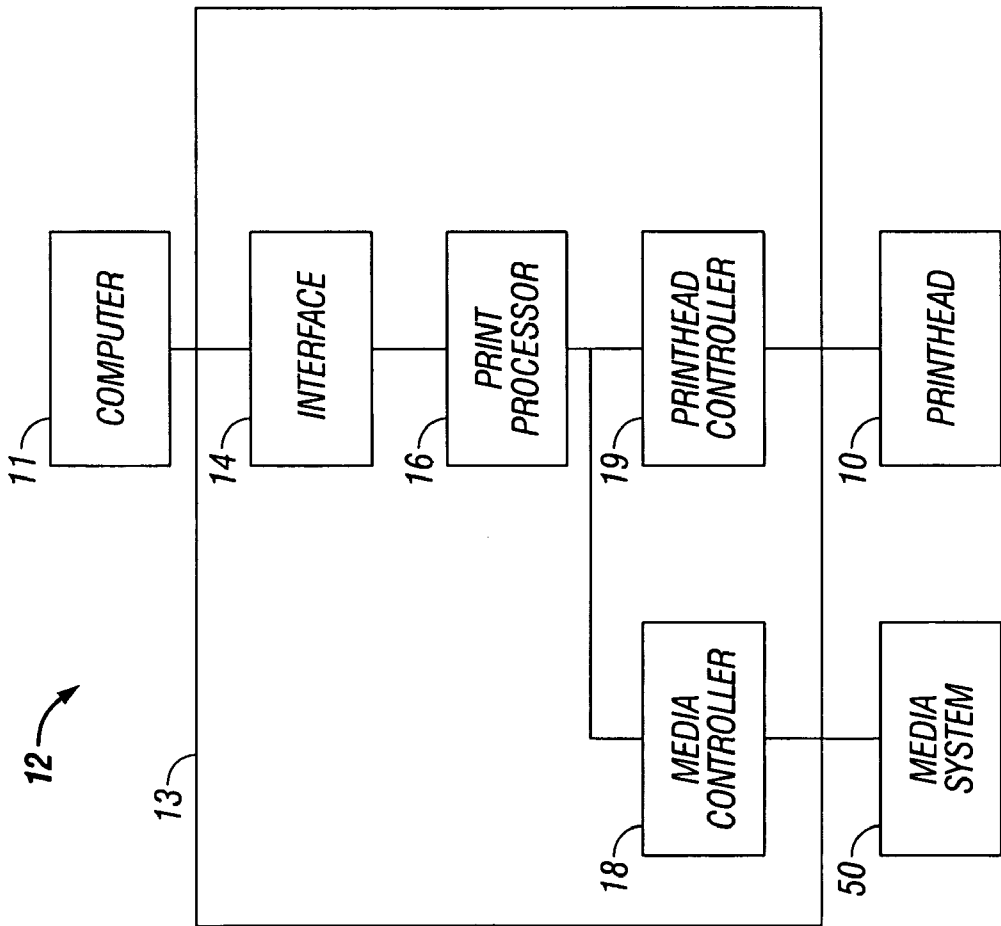 12
11
COMPUTER
13
14
INTERFACE
16
PRINT
PROCESSOR
18
MEDIA
CONTROLLER
19
PRINTHEAD
CONTROLLER
50
MEDIA
SYSTEM
10
PRINTHEAD